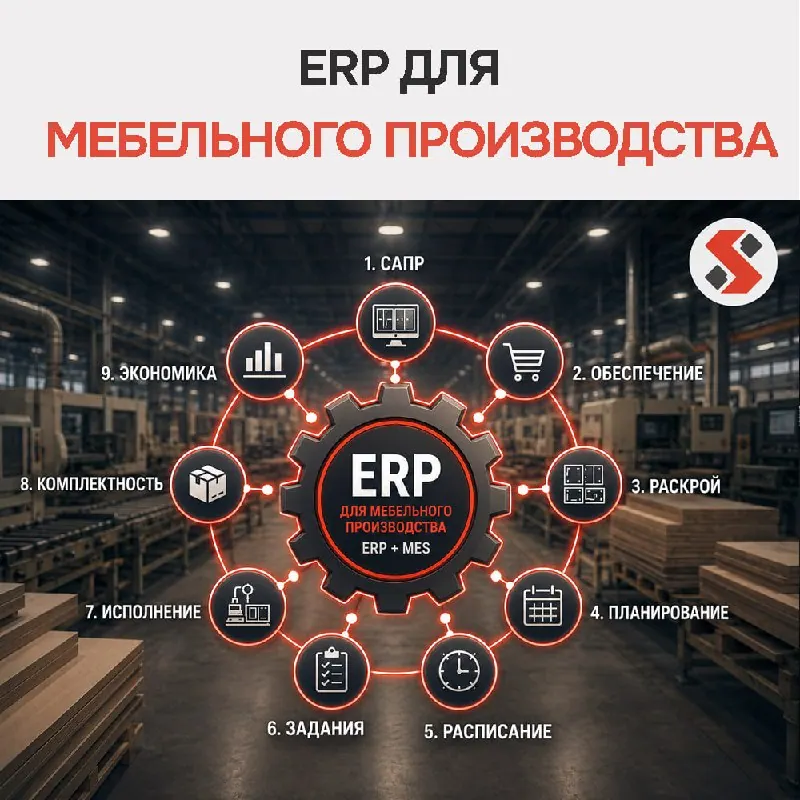 ERP ДЛЯ
МЕБЕЛЬНОГО ПРОИЗВОДСТВА
1. САПР
2. ОБЕСПЕЧЕНИЕ
3. РАСКРОЙ
4. ПЛАНИРОВАНИЕ
5. РАСПИСАНИЕ
6. ЗАДАНИЯ
7. ИСПОЛНЕНИЕ
8. КОМПЛЕКТНОСТЬ
9. ЭКОНОМИКА
ERP
ДЛЯ МЕБЕЛЬНОГО
ПРОИЗВОДСТВА
ERP + MES